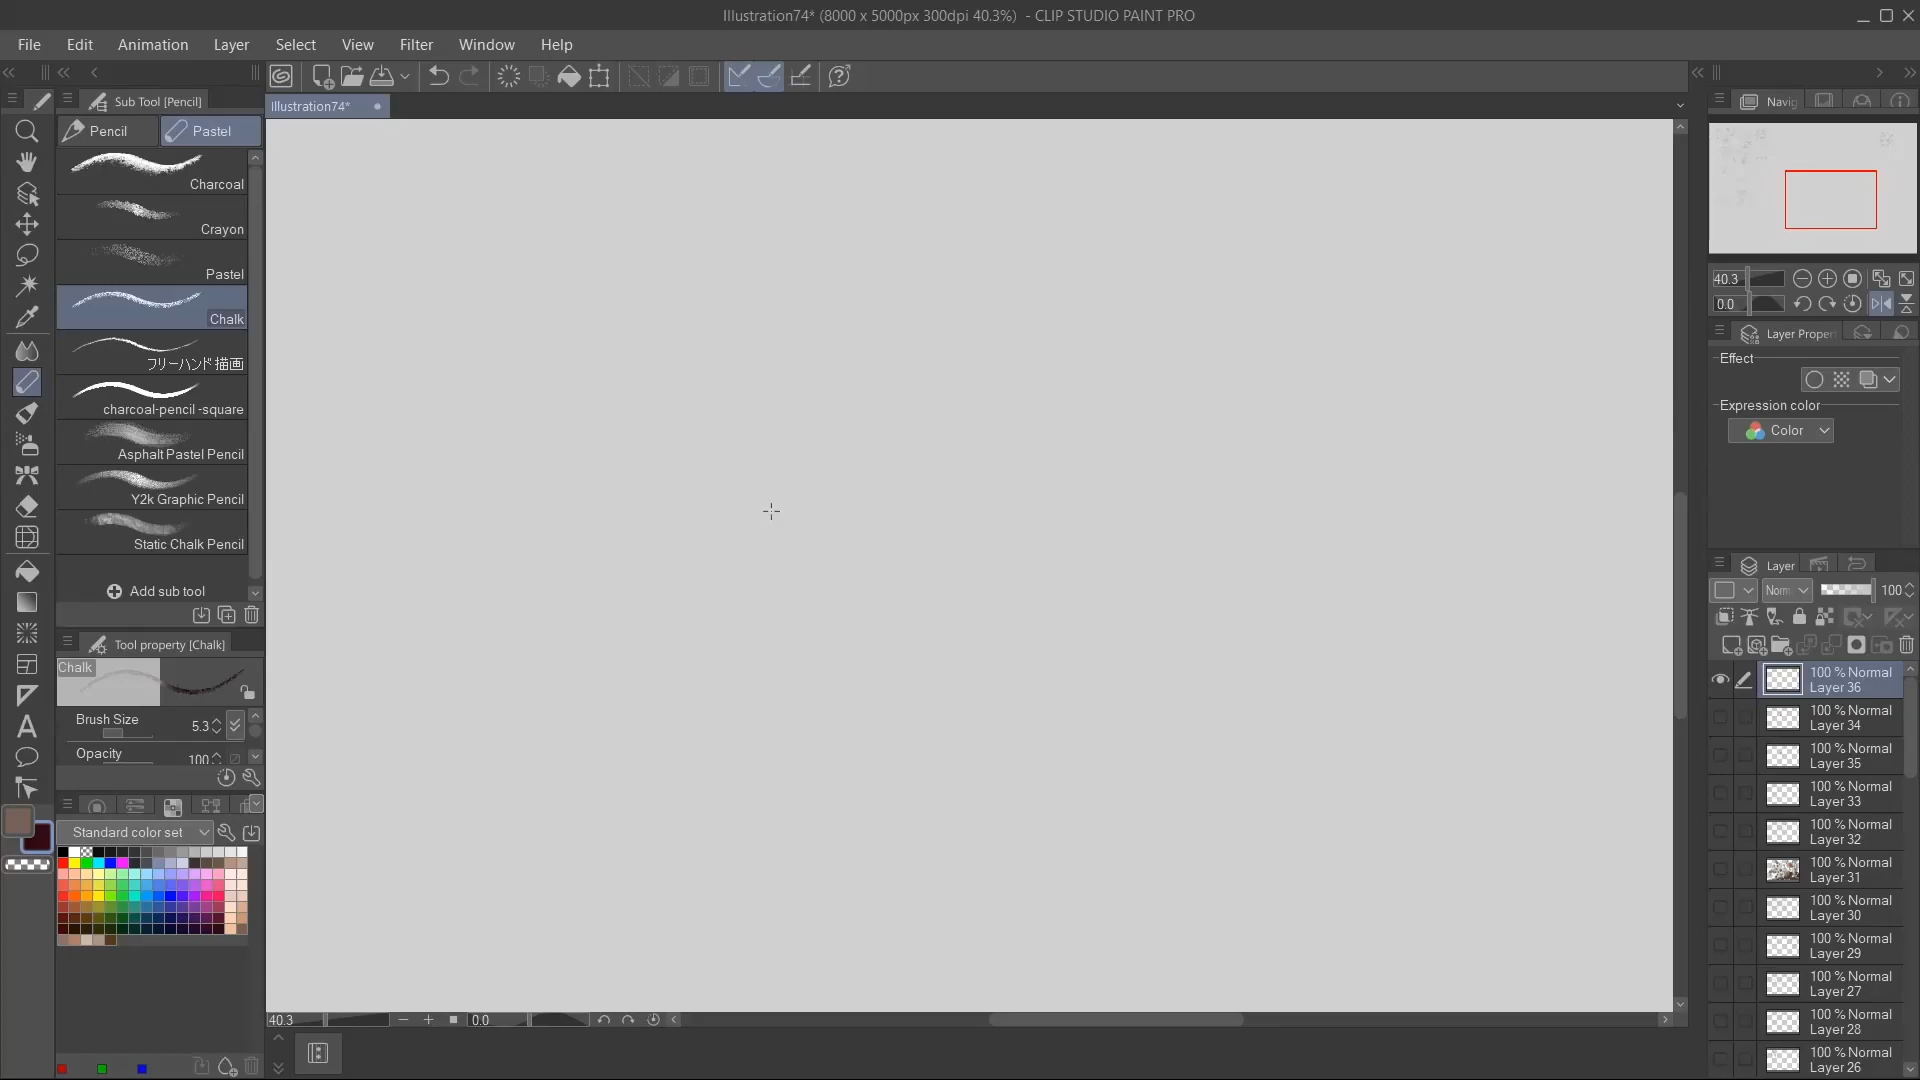 Illustration74* (8000 x 5000px 300dpi 40.3%) - CLIP STUDIO PAINT PRO
File Edit Animation Layer Select View Filter Window Help
Sub Tool [Pencil]
Illustration74*
Navig
Pencil Pastel
Charcoal
Crayon
Pastel
Chalk
フリーハンド描画
charcoal-pencil -square
Asphalt Pastel Pencil
Y2k Graphic Pencil
Static Chalk Pencil
Add sub tool
Tool property [Chalk]
Chalk
Brush Size 5.3
Opacity 100
Standard color set
40.3 0.0
40.3
0.0
Layer Proper
Effect
Expression color
Color
Layer
Norm 100
100 % Normal
Layer 36
100 % Normal
Layer 34
100 % Normal
Layer 35
100 % Normal
Layer 33
100 % Normal
Layer 32
100 % Normal
Layer 31
100 % Normal
Layer 30
100 % Normal
Layer 29
100 % Normal
Layer 27
100 % Normal
Layer 28
100 % Normal
Layer 26